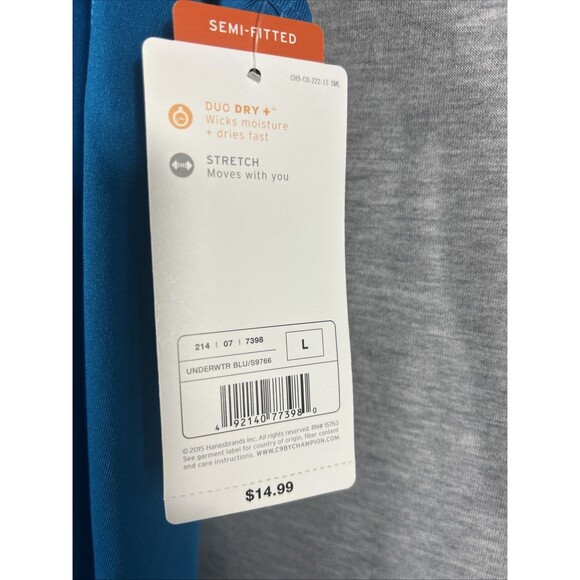 SEMI-FITTED
CH9-CO-222-15 SML
DUO DRY +™
Wicks moisture
+ dries fast
STRETCH
Moves with you
214 | 07 | 7398
L
UNDERWTR BLU/S9766
4 92140 77398 0
©2015 Hanesbrands Inc. All rights reserved. RN# 15763
See garment label for country of origin, fiber content
and care instructions. WWW.C9BYCHAMPION.COM
$14.99